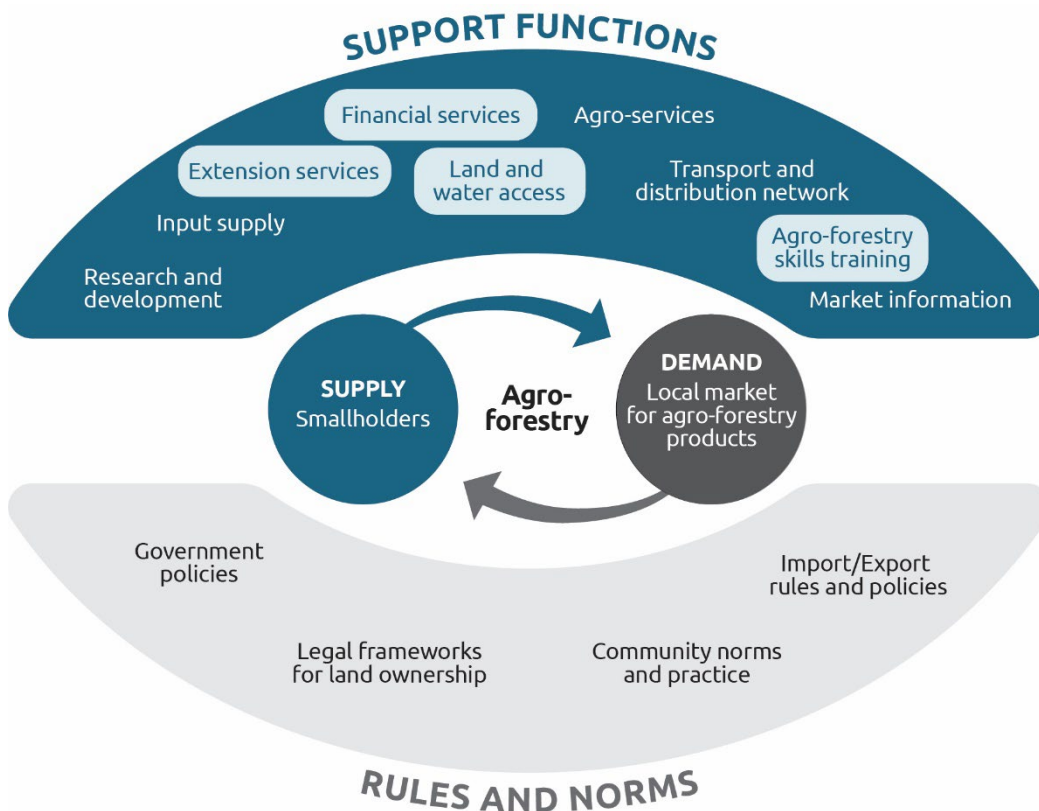 SUPPORT FUNCTIONS
Financial services
Agro-services
Extension services
Land and
water access
Transport and
distribution network
Input supply
Agro-forestry
skills training
Research and
development
Market information
SUPPLY
Smallholders
Agro-
forestry
DEMAND
Local market
for agro-forestry
products
Government
policies
Import/Export
rules and policies
Legal frameworks
for land ownership
Community norms
and practice
RULES AND NORMS